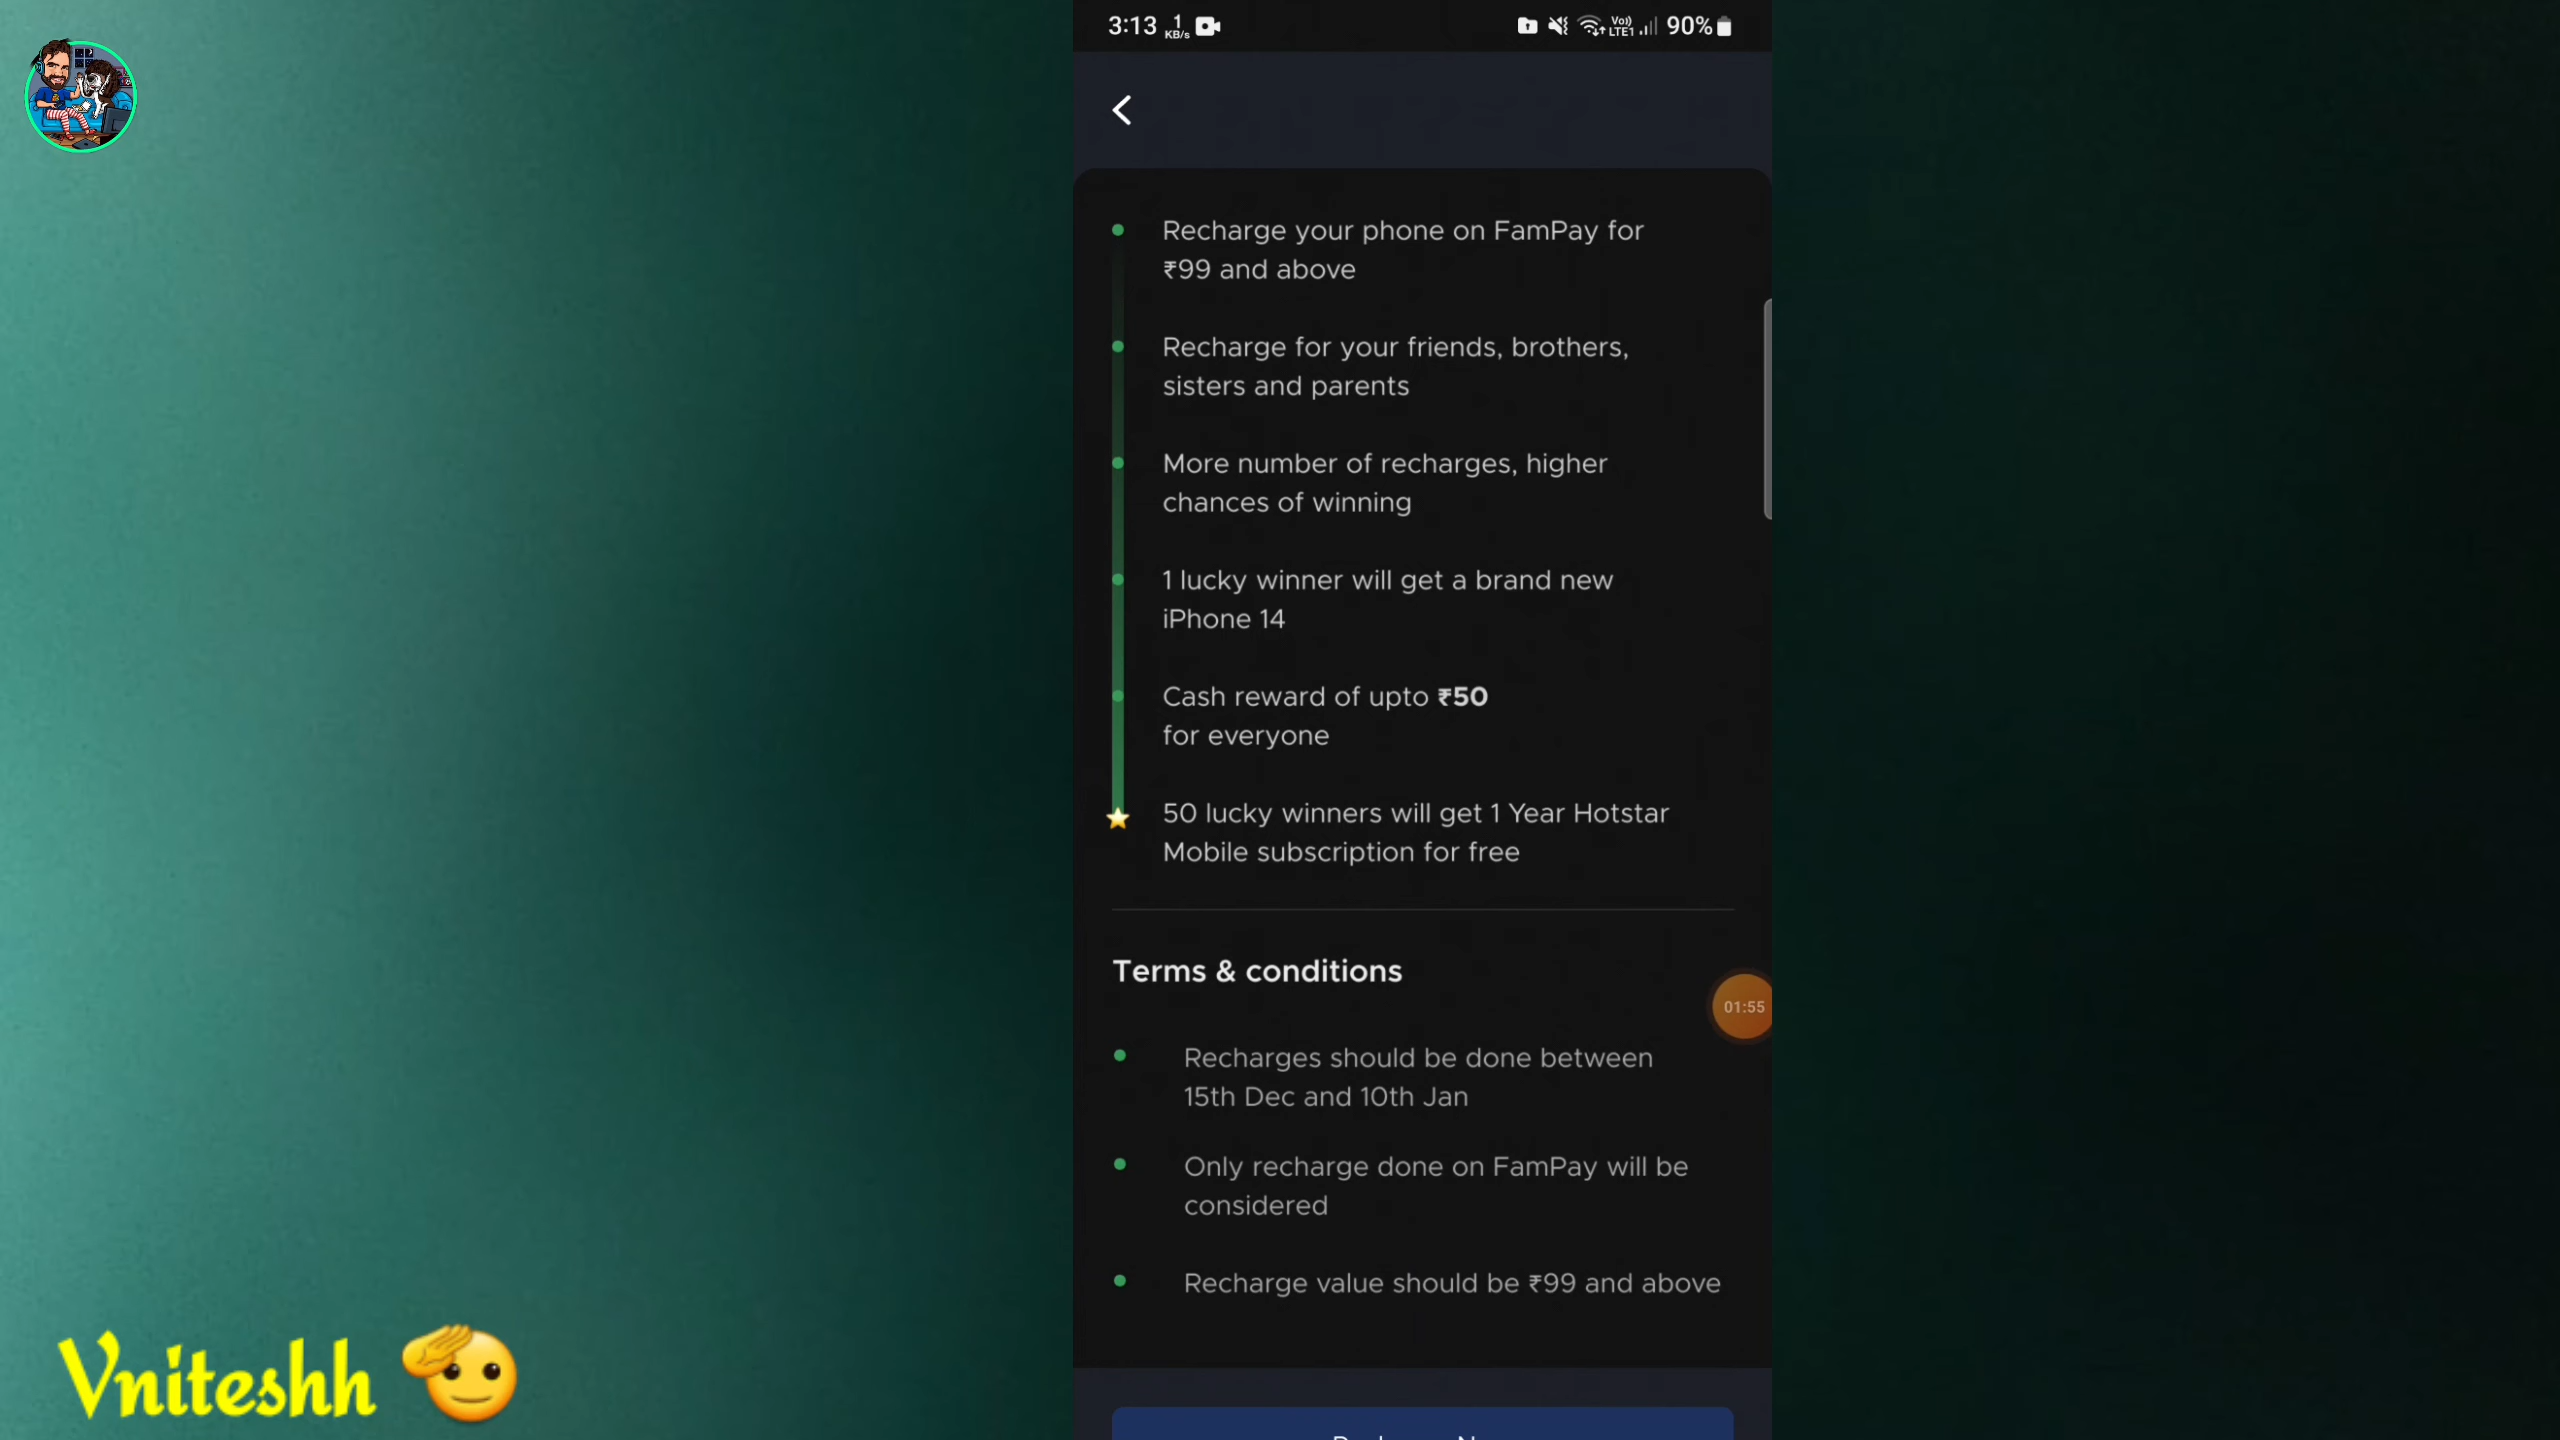 3:13 1 KB/s Vo) LTE1 90%
Recharge your phone on FamPay for
₹99 and above
Recharge for your friends, brothers,
sisters and parents
More number of recharges, higher
chances of winning
1 lucky winner will get a brand new
iPhone 14
Cash reward of upto ₹50
for everyone
50 lucky winners will get 1 Year Hotstar
Mobile subscription for free
Terms & conditions
01:55
Recharges should be done between
15th Dec and 10th Jan
Only recharge done on FamPay will be
considered
Recharge value should be ₹99 and above
Vniteshh